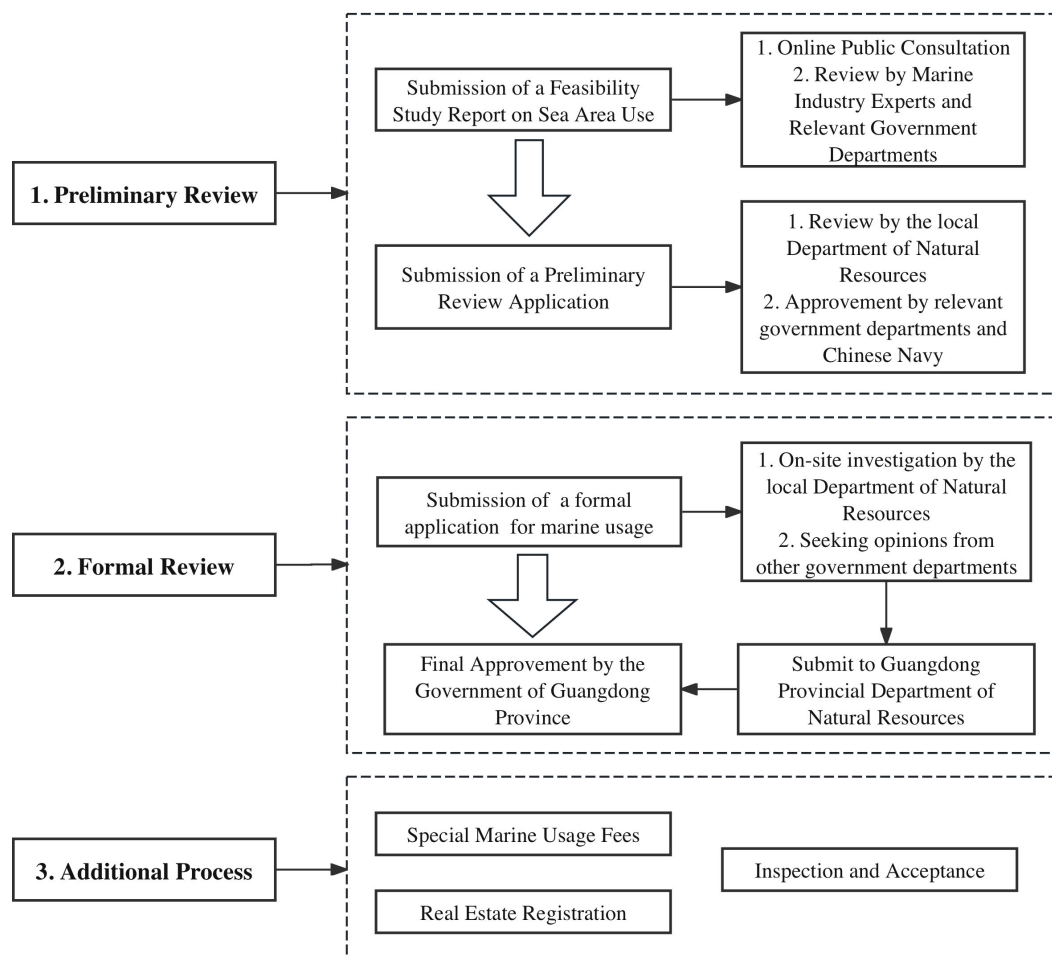 1. Preliminary Review
Submission of a Feasibility
Study Report on Sea Area Use
1. Online Public Consultation
2. Review by Marine
Industry Experts and
Relevant Government
Departments
Submission of a Preliminary
Review Application
1. Review by the local
Department of Natural
Resources
2. Approvement by relevant
government departments and
Chinese Navy
2. Formal Review
Submission of a formal
application for marine usage
1. On-site investigation by the
local Department of Natural
Resources
2. Seeking opinions from
other government departments
Final Approvement by the
Government of Guangdong
Province
Submit to Guangdong
Provincial Department of
Natural Resources
3. Additional Process
Special Marine Usage Fees
Real Estate Registration
Inspection and Acceptance